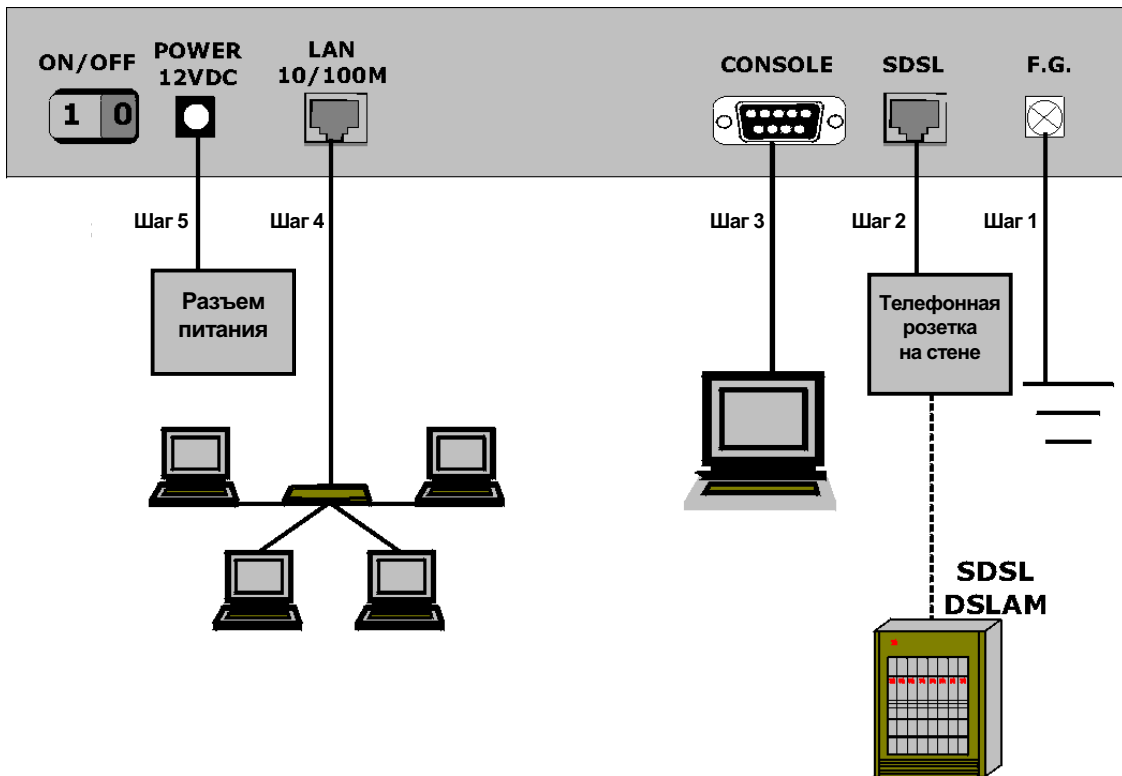 ON/OFF
POWER
12VDC
LAN
10/100M
CONSOLE
SDSL
F.G.
1 0
Шаг 5
Шаг 4
Шаг 3
Шаг 2
Шаг 1
Разъем
питания
Телефонная
розетка
на стене
SDSL
DSLAM